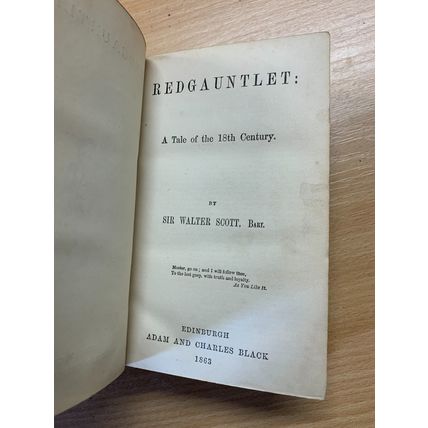 REDGAUNTLET:
A Tale of the 18th Century.
BY
SIR WALTER SCOTT, Bart.
Master, go on; and I will follow thee,
To the last gasp, with truth and loyalty.
As You Like It.
EDINBURGH
ADAM AND CHARLES BLACK
1863